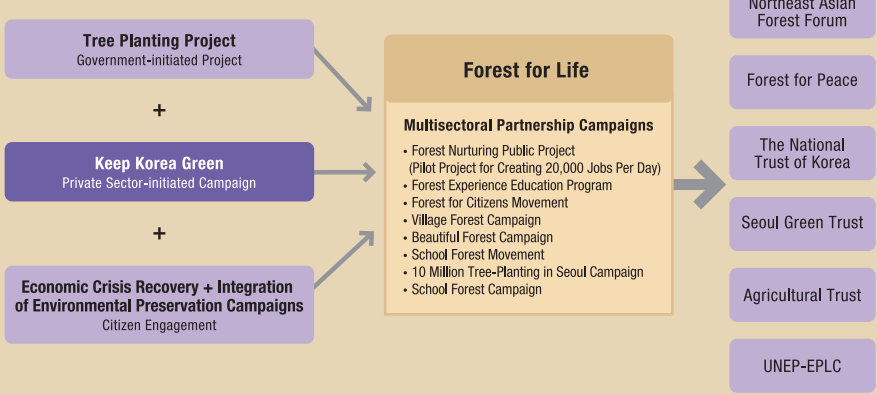 Tree Planting Project
Government-initiated Project
+
Keep Korea Green
Private Sector-initiated Campaign
+
Economic Crisis Recovery + Integration
of Environmental Preservation Campaigns
Citizen Engagement
Forest for Life
Multisectoral Partnership Campaigns
• Forest Nurturing Public Project
(Pilot Project for Creating 20,000 Jobs Per Day)
• Forest Experience Education Program
• Forest for Citizens Movement
• Village Forest Campaign
• Beautiful Forest Campaign
• School Forest Movement
• 10 Million Tree-Planting in Seoul Campaign
• School Forest Campaign
Northeast Asian
Forest Forum
Forest for Peace
The National
Trust of Korea
Seoul Green Trust
Agricultural Trust
UNEP-EPLC